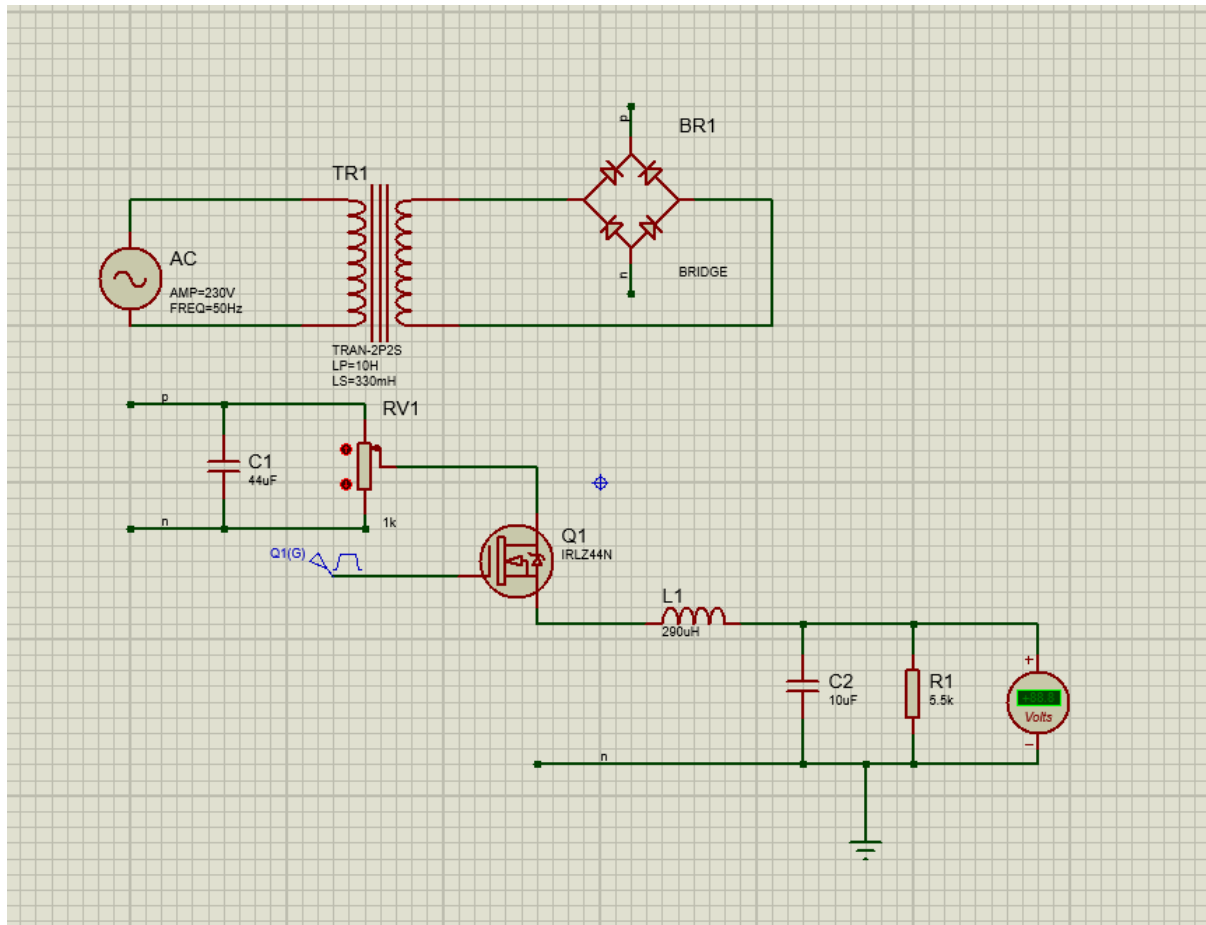 p
BR1
TR1
AC
AMP=230V
FREQ=50Hz
n
BRIDGE
TRAN-2P2S
LP=10H
LS=330mH
p
RV1
C1
44uF
n
1k
Q1(G)
Q1
IRLZ44N
L1
290uH
C2
10uF
R1
5.5k
+
Volts
−
n